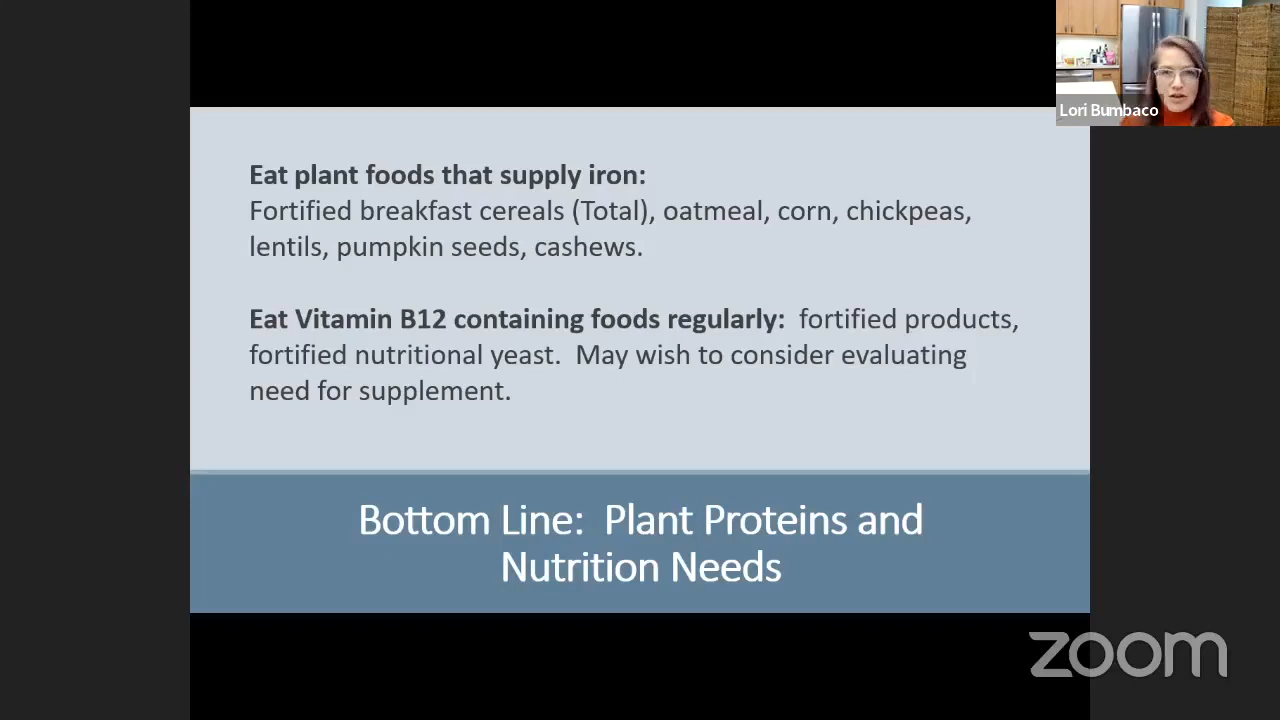 Lori Bumbaco
Eat plant foods that supply iron:
Fortified breakfast cereals (Total), oatmeal, corn, chickpeas,
lentils, pumpkin seeds, cashews.
Eat Vitamin B12 containing foods regularly:  fortified products,
fortified nutritional yeast.  May wish to consider evaluating
need for supplement.
Bottom Line:  Plant Proteins and
Nutrition Needs
zoom